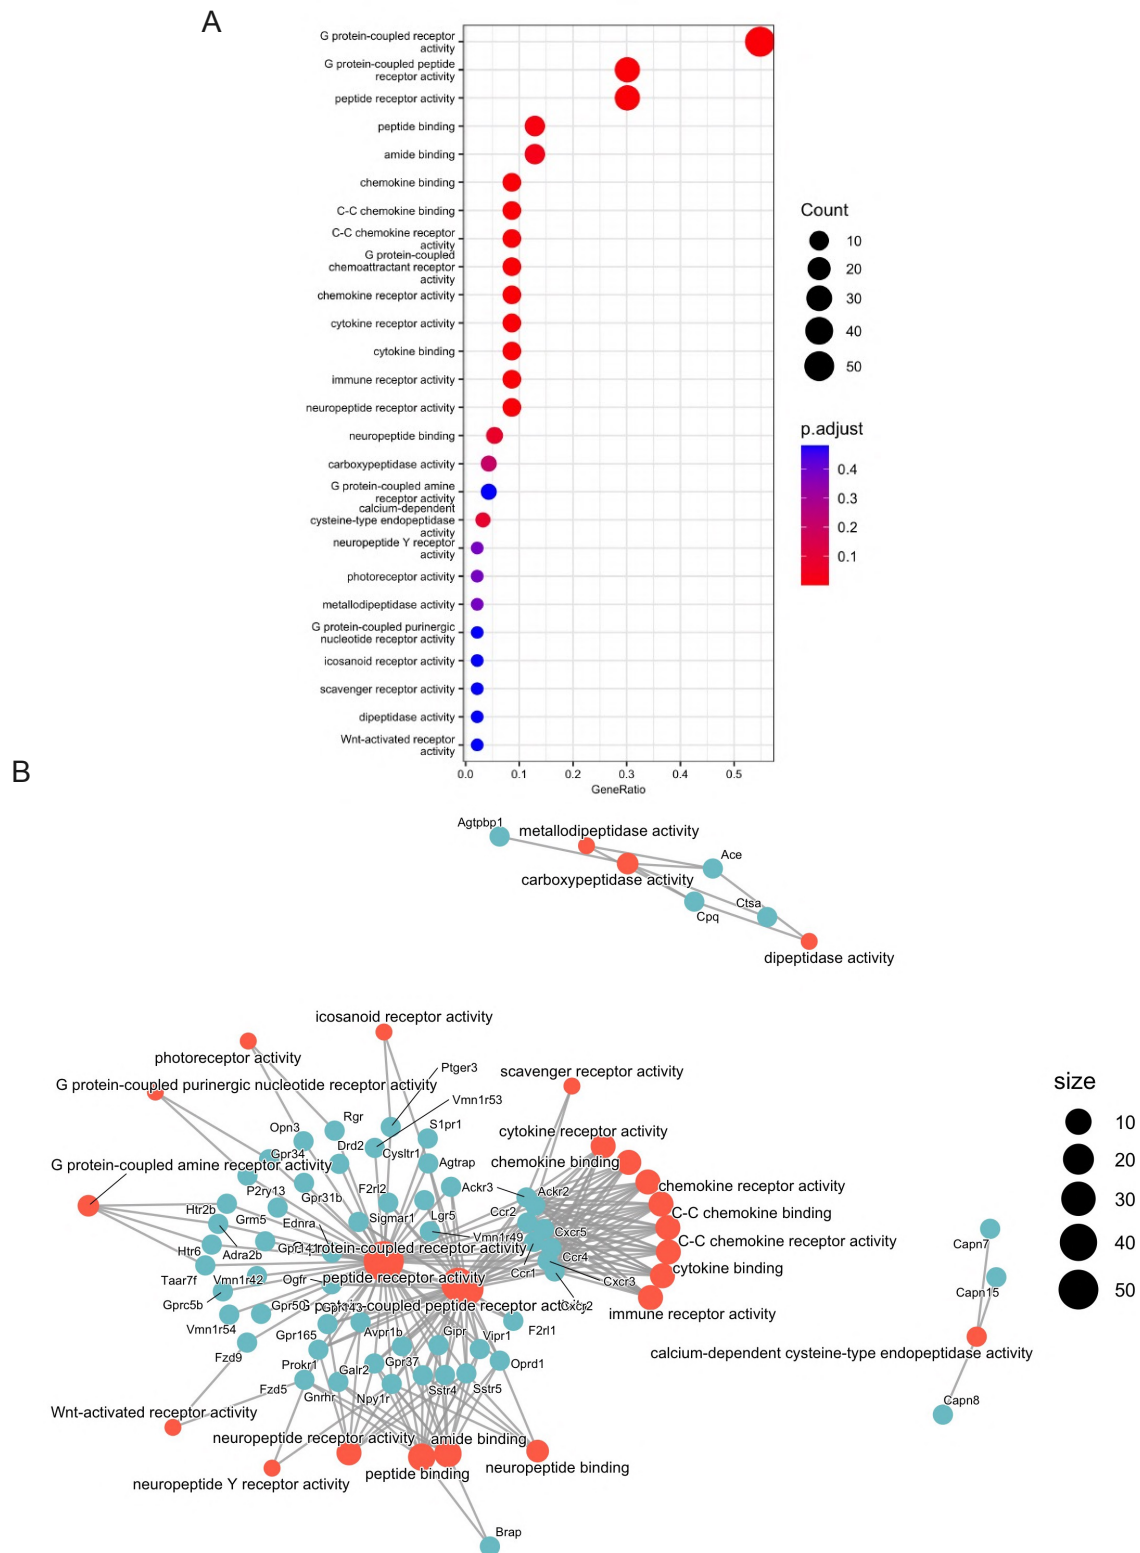 A
G protein-coupled receptor
activity
G protein-coupled peptide
receptor activity
peptide receptor activity
peptide binding
amide binding
chemokine binding
C-C chemokine binding
C-C chemokine receptor
activity
G protein-coupled
chemoattractant receptor
activity
chemokine receptor activity
cytokine receptor activity
cytokine binding
immune receptor activity
neuropeptide receptor activity
neuropeptide binding
carboxypeptidase activity
G protein-coupled amine
receptor activity
calcium-dependent
cysteine-type endopeptidase
activity
neuropeptide Y receptor
activity
photoreceptor activity
metallodipeptidase activity
G protein-coupled purinergic
nucleotide receptor activity
icosanoid receptor activity
scavenger receptor activity
dipeptidase activity
Wnt-activated receptor
activity
0.0 0.1 0.2 0.3 0.4 0.5
GeneRatio
Count
10
20
30
40
50
p.adjust
0.4
0.3
0.2
0.1
B
Agtpbp1
metallodipeptidase activity
Ace
carboxypeptidase activity
Ctsa
Cpq
dipeptidase activity
icosanoid receptor activity
photoreceptor activity
Ptger3
scavenger receptor activity
G protein-coupled purinergic nucleotide receptor activity
Vmn1r53
Rgr
S1pr1
Opn3
cytokine receptor activity
Drd2
Cysltr1
Gpr34
Agtrap
chemokine binding
G protein-coupled amine receptor activity
F2rl2
Ackr3
Ackr2
chemokine receptor activity
P2ry13
Gpr31b
Htr2b
Grm5
Ednra
Sigmar1
Lgr5
Ccr2
C-C chemokine binding
Vmn1r49
Cxcr5
C-C chemokine receptor activity
Htr6
Adra2b
Gpr141
G protein-coupled receptor activity
Ccr4
Ccr1
cytokine binding
Taar7f
Vmn1r42
Ogfr
peptide receptor activity
Cxcr3
Gprc5b
Gpr50
Gpr143
G protein-coupled peptide receptor activity
Cxcr2
immune receptor activity
Vmn1r54
Gpr165
Avpr1b
Gipr
Vipr1
F2rl1
Fzd9
Prokr1
Galr2
Gpr37
Oprd1
Fzd5
Gnrhr
Npy1r
Sstr4
Sstr5
Wnt-activated receptor activity
neuropeptide receptor activity
amide binding
peptide binding
neuropeptide binding
neuropeptide Y receptor activity
Brap
Capn7
Capn15
calcium-dependent cysteine-type endopeptidase activity
Capn8
size
10
20
30
40
50